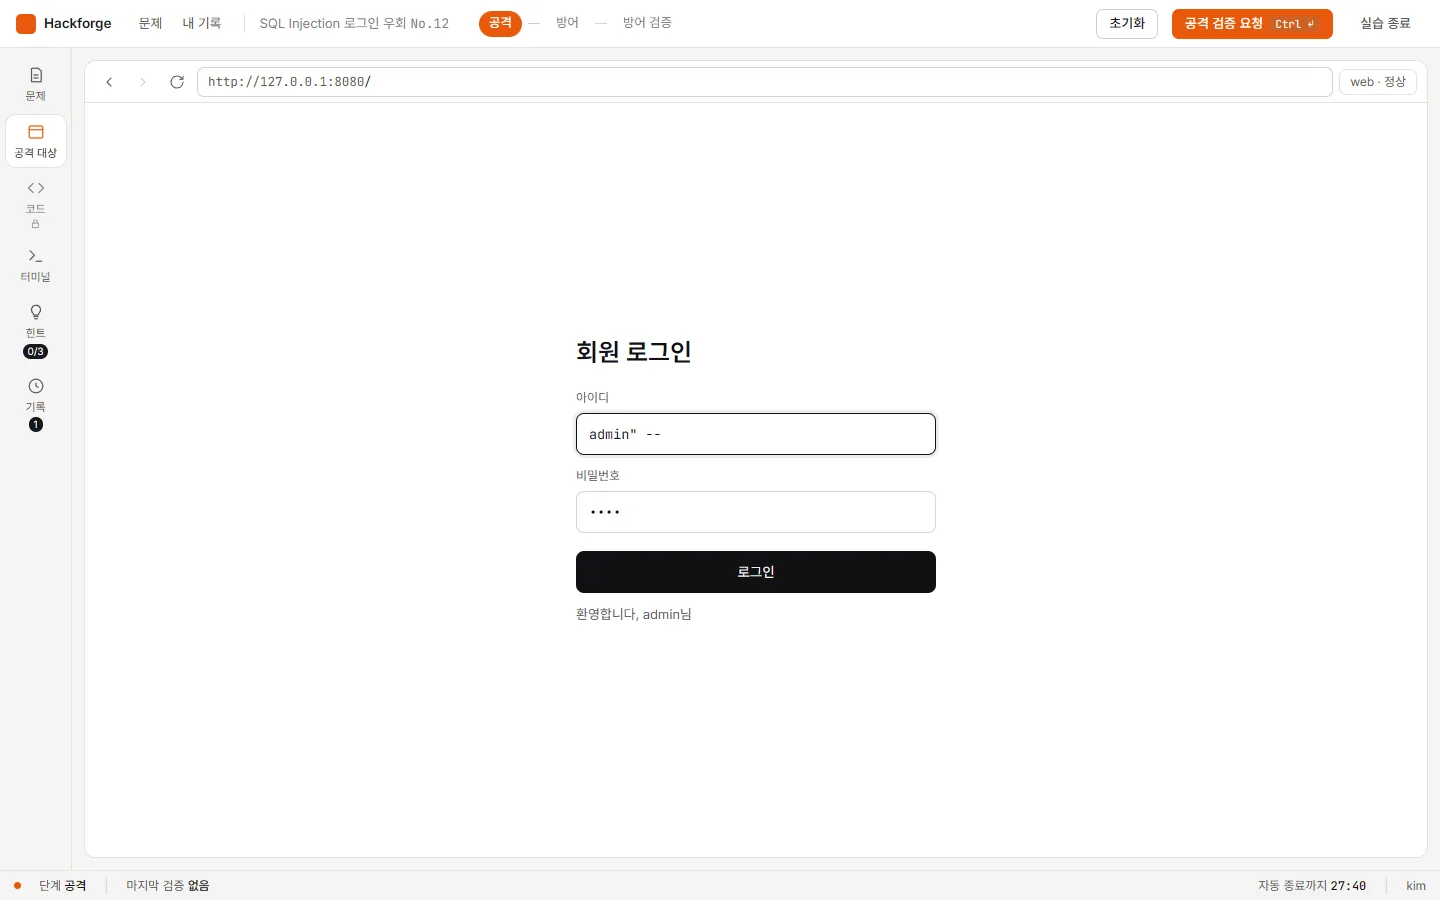 Hackforge 문제 내 기록 SQL Injection 로그인 우회 No.12 공격 — 방어 — 방어 검증 초기화 공격 검증 요청 Ctrl ↲ 실습 종료
http://127.0.0.1:8080/ web · 정상
문제
공격 대상
코드
터미널
힌트
0/3
기록
1
회원 로그인
아이디
admin" --
비밀번호
••••
로그인
환영합니다, admin님
단계 공격 마지막 검증 없음 자동 종료까지 27:40 kim